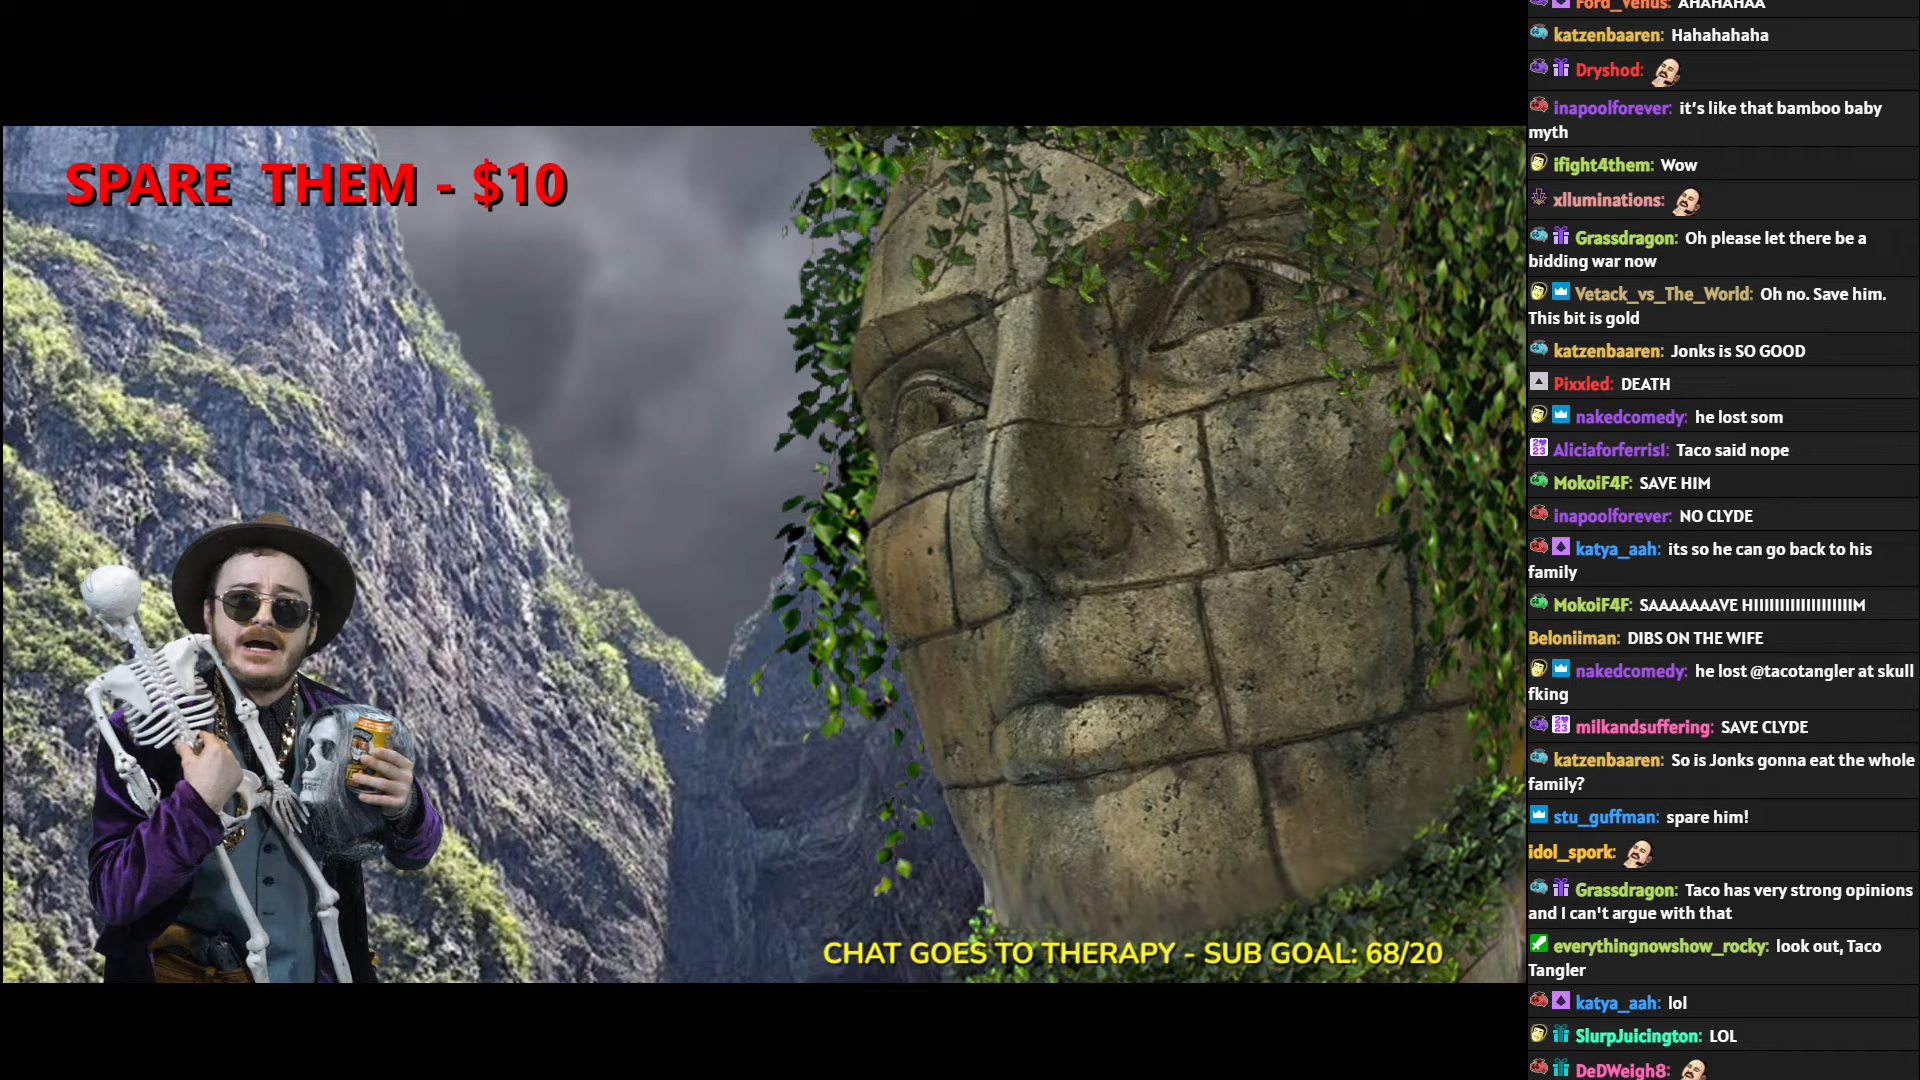 SPARE THEM - $10
CHAT GOES TO THERAPY - SUB GOAL: 68/20
Ford_Venus: AHAHAHAA
katzenbaaren: Hahahahaha
Dryshod:
inapoolforever: it's like that bamboo baby
myth
ifight4them: Wow
xlluminations:
Grassdragon: Oh please let there be a
bidding war now
Vetack_vs_The_World: Oh no. Save him.
This bit is gold
katzenbaaren: Jonks is SO GOOD
Pixxled: DEATH
nakedcomedy: he lost som
Aliciaforferris1: Taco said nope
MokoiF4F: SAVE HIM
inapoolforever: NO CLYDE
katya_aah: its so he can go back to his
family
MokoiF4F: SAAAAAAAVE HIIIIIIIIIIIIIIIIIIM
Beloniiman: DIBS ON THE WIFE
nakedcomedy: he lost @tacotangler at skull
fking
milkandsuffering: SAVE CLYDE
katzenbaaren: So is Jonks gonna eat the whole
family?
stu_guffman: spare him!
idol_spork:
Grassdragon: Taco has very strong opinions
and I can't argue with that
everythingnowshow_rocky: look out, Taco
Tangler
katya_aah: lol
SlurpJuicington: LOL
DeDWeigh8: